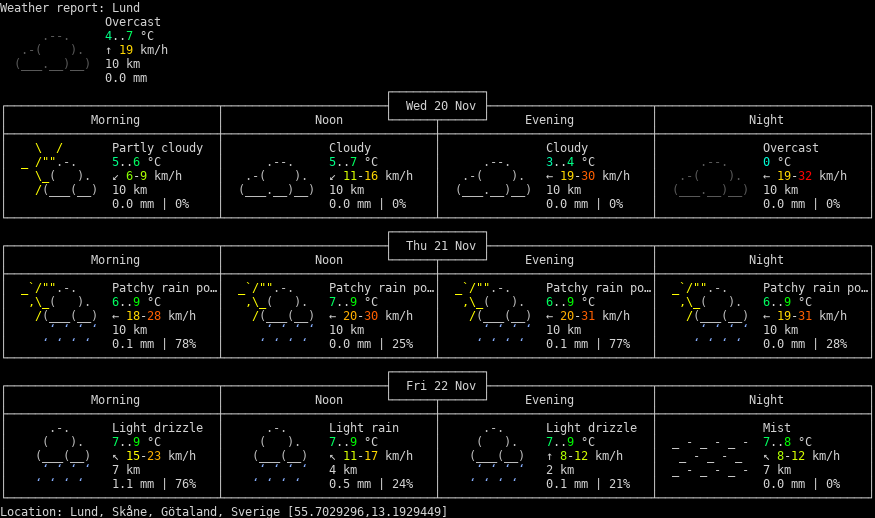 Weather report: Lund
Overcast
4..7 °C
↑ 19 km/h
10 km
0.0 mm
Wed 20 Nov
Morning Noon Evening Night
Partly cloudy Cloudy Cloudy Overcast
5..6 °C 5..7 °C 3..4 °C 0 °C
↙ 6-9 km/h ↙ 11-16 km/h ← 19-30 km/h ← 19-32 km/h
10 km 10 km 10 km 10 km
0.0 mm | 0% 0.0 mm | 0% 0.0 mm | 0% 0.0 mm | 0%
Thu 21 Nov
Morning Noon Evening Night
Patchy rain po… Patchy rain po… Patchy rain po… Patchy rain po…
6..9 °C 7..9 °C 6..9 °C 6..9 °C
← 18-28 km/h ← 20-30 km/h ← 20-31 km/h ← 19-31 km/h
10 km 10 km 10 km 10 km
0.1 mm | 78% 0.0 mm | 25% 0.1 mm | 77% 0.0 mm | 28%
Fri 22 Nov
Morning Noon Evening Night
Light drizzle Light rain Light drizzle Mist
7..9 °C 7..9 °C 7..9 °C 7..8 °C
↖ 15-23 km/h ↖ 11-17 km/h ↑ 8-12 km/h ↖ 8-12 km/h
7 km 4 km 2 km 7 km
1.1 mm | 76% 0.5 mm | 24% 0.1 mm | 21% 0.0 mm | 0%
Location: Lund, Skåne, Götaland, Sverige [55.7029296,13.1929449]